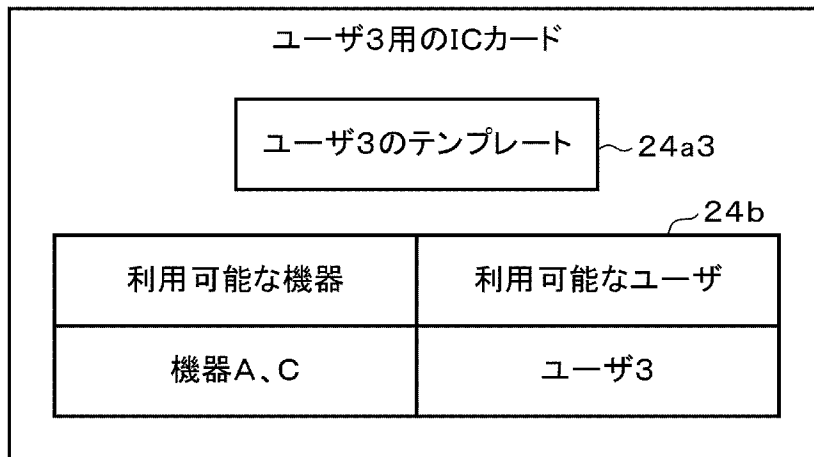 ユーザ3用のICカード
ユーザ3のテンプレート
24a3
24b
利用可能な機器
利用可能なユーザ
機器A、C
ユーザ3